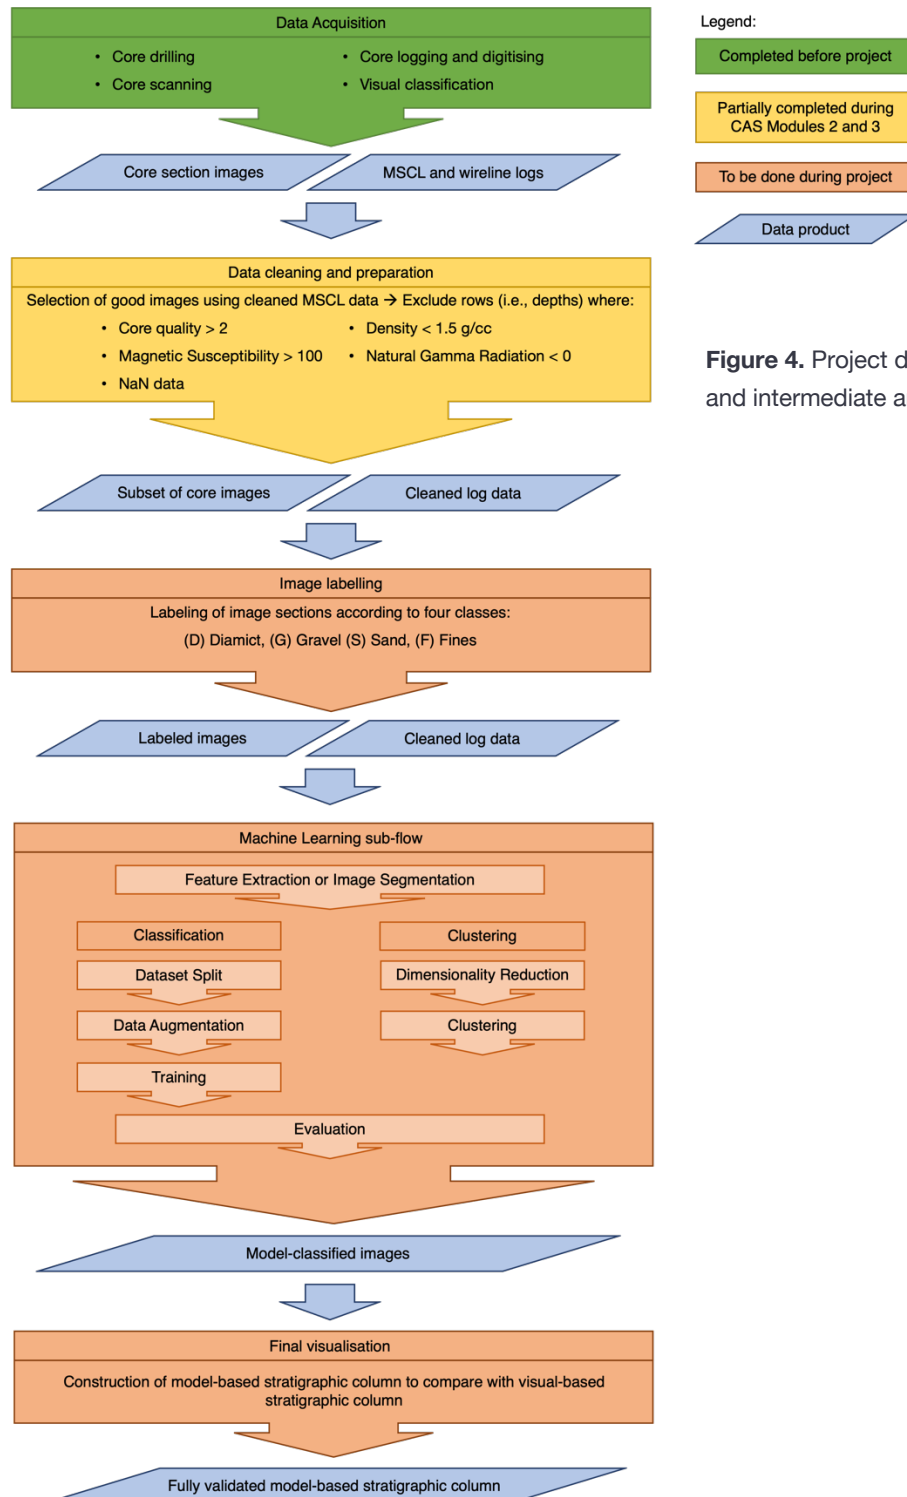 Data Acquisition
• Core drilling
• Core scanning
• Core logging and digitising
• Visual classification
Legend:
Completed before project
Partially completed during
CAS Modules 2 and 3
To be done during project
Data product
Core section images
MSCL and wireline logs
Data cleaning and preparation
Selection of good images using cleaned MSCL data → Exclude rows (i.e., depths) where:
• Core quality > 2
• Magnetic Susceptibility > 100
• NaN data
• Density < 1.5 g/cc
• Natural Gamma Radiation < 0
Figure 4. Project d
and intermediate a
Subset of core images
Cleaned log data
Image labelling
Labeling of image sections according to four classes:
(D) Diamict, (G) Gravel (S) Sand, (F) Fines
Labeled images
Cleaned log data
Machine Learning sub-flow
Feature Extraction or Image Segmentation
Classification
Dataset Split
Data Augmentation
Training
Clustering
Dimensionality Reduction
Clustering
Evaluation
Model-classified images
Final visualisation
Construction of model-based stratigraphic column to compare with visual-based
stratigraphic column
Fully validated model-based stratigraphic column